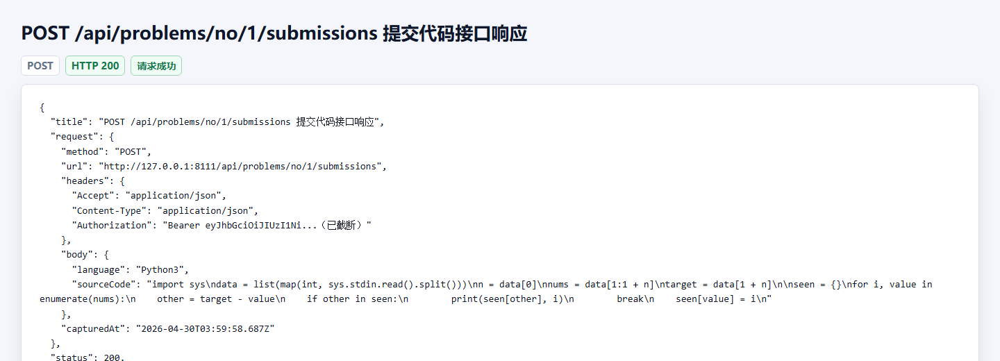 POST /api/problems/no/1/submissions 提交代码接口响应
POST HTTP 200 请求成功
{
  "title": "POST /api/problems/no/1/submissions 提交代码接口响应",
  "request": {
    "method": "POST",
    "url": "http://127.0.0.1:8111/api/problems/no/1/submissions",
    "headers": {
      "Accept": "application/json",
      "Content-Type": "application/json",
      "Authorization": "Bearer eyJhbGciOiJIUzI1Ni...（已截断）"
    },
    "body": {
      "language": "Python3",
      "sourceCode": "import sys\ndata = list(map(int, sys.stdin.read().split()))\nn = data[0]\nnums = data[1:1 + n]\ntarget = data[1 + n]\n\nseen = {}\nfor i, value in
enumerate(nums):\n    other = target - value\n    if other in seen:\n        print(seen[other], i)\n        break\n    seen[value] = i\n"
    },
    "capturedAt": "2026-04-30T03:59:58.687Z"
  },
  "status": 200,